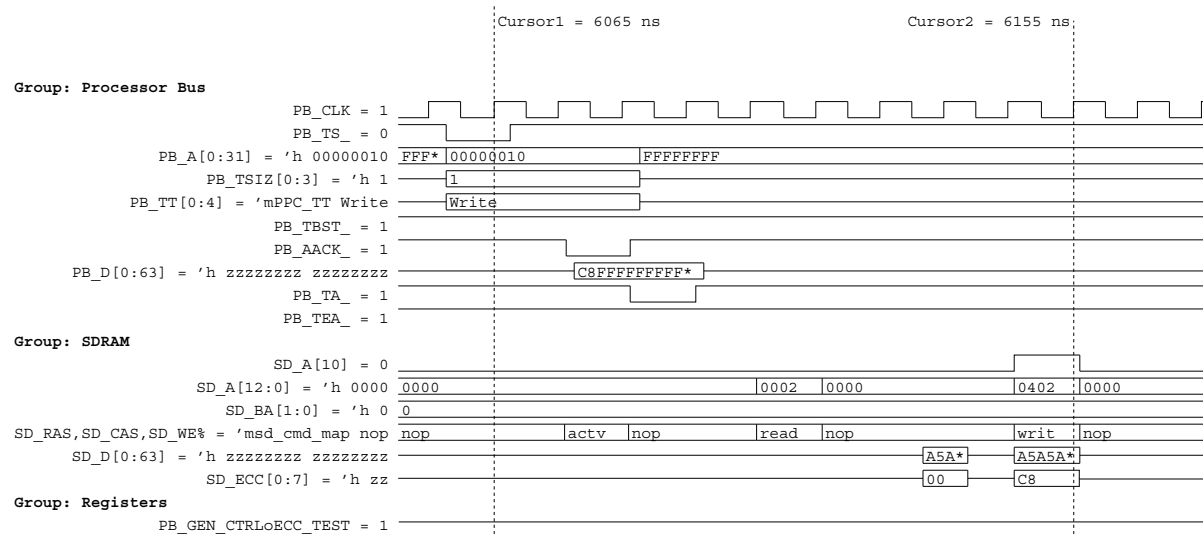 Cursor1 = 6065 ns
Cursor2 = 6155 ns
Group: Processor Bus
PB_CLK = 1
PB_TS_ = 0
PB_A[0:31] = 'h 00000010 FFF* 00000010 FFFFFFFF
PB_TSIZ[0:3] = 'h 1 1
PB_TT[0:4] = 'mPPC_TT Write Write
PB_TBST_ = 1
PB_AACK_ = 1
PB_D[0:63] = 'h zzzzzzzz zzzzzzzz C8FFFFFFFFF*
PB_TA_ = 1
PB_TEA_ = 1
Group: SDRAM
SD_A[10] = 0
SD_A[12:0] = 'h 0000 0000 0002 0000 0402 0000
SD_BA[1:0] = 'h 0 0
SD_RAS,SD_CAS,SD_WE% = 'msd_cmd_map nop nop actv nop read nop writ nop
SD_D[0:63] = 'h zzzzzzzz zzzzzzzz A5A* A5A5A*
SD_ECC[0:7] = 'h zz 00 C8
Group: Registers
PB_GEN_CTRLoECC_TEST = 1